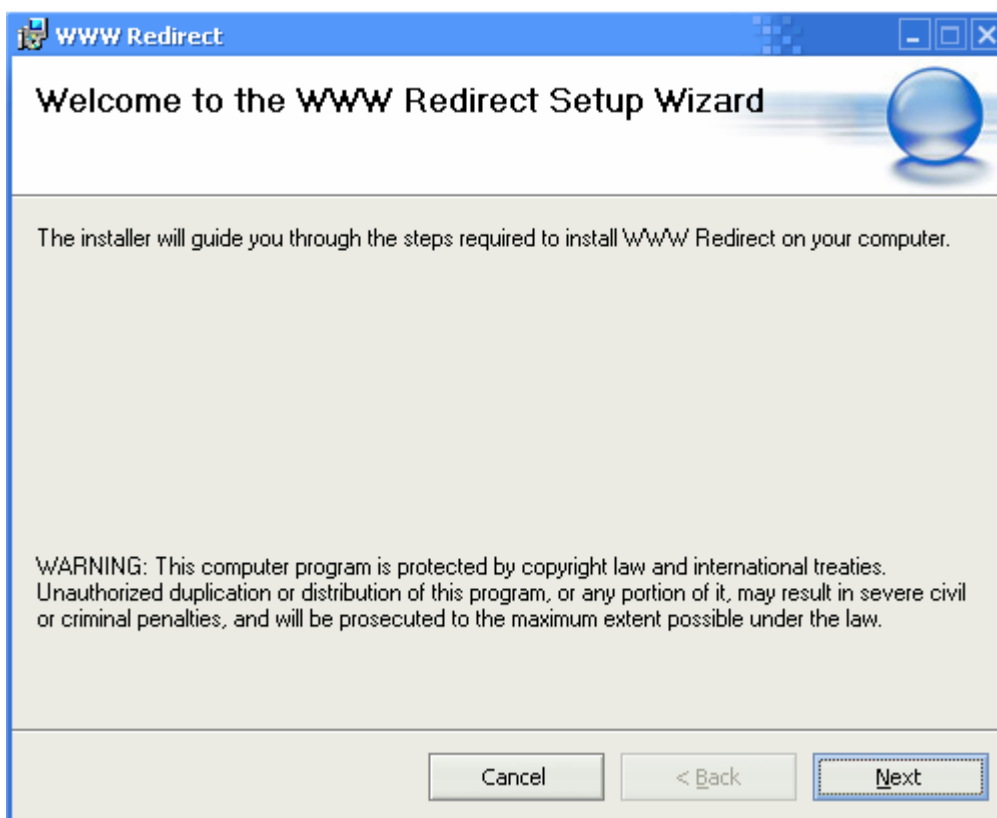 WWW Redirect
Welcome to the WWW Redirect Setup Wizard
The installer will guide you through the steps required to install WWW Redirect on your computer.
WARNING: This computer program is protected by copyright law and international treaties.
Unauthorized duplication or distribution of this program, or any portion of it, may result in severe civil
or criminal penalties, and will be prosecuted to the maximum extent possible under the law.
Cancel < Back Next